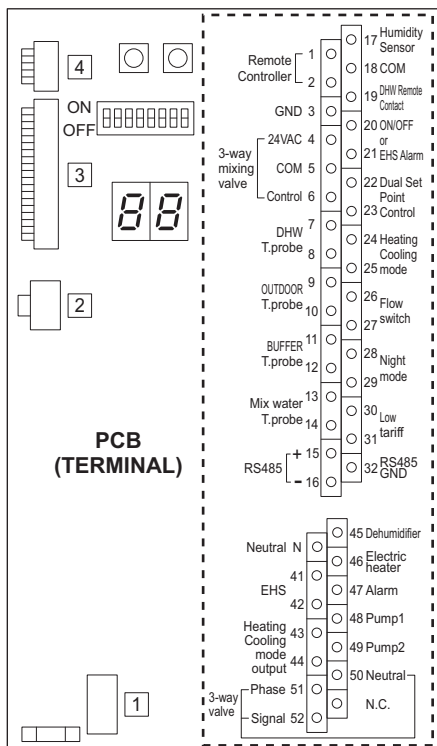 4
ON
OFF
3
88
2
PCB
(TERMINAL)
1
Remote
Controller
1
2
GND 3
3-way
mixing
valve
24VAC 4
COM 5
Control 6
DHW
T.probe
7
8
OUTDOOR
T.probe
9
10
BUFFER
T.probe
11
12
Mix water
T.probe
13
14
RS485
+ 15
- 16
17 Humidity
Sensor
18 COM
19 DHW Remote
Contact
20 ON/OFF
or
21 EHS Alarm
22 Dual Set
Point
23 Control
24 Heating
Cooling
25 mode
26
Flow
switch
27
28
Night
mode
29
30
Low
tariff
31
32 RS485
GND
Neutral N
EHS
41
42
Heating
Cooling
mode
output
43
44
3-way
valve
Phase 51
Signal 52
45 Dehumidifier
46 Electric
heater
47 Alarm
48 Pump1
49 Pump2
50 Neutral
N.C.